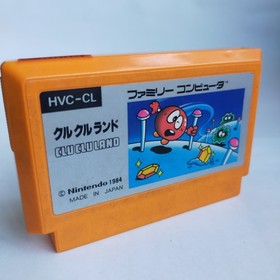 HVC-CL
ファミリー コンピュータ
クルクルランド
CLU CLU LAND
© Nintendo 1984
MADE IN JAPAN